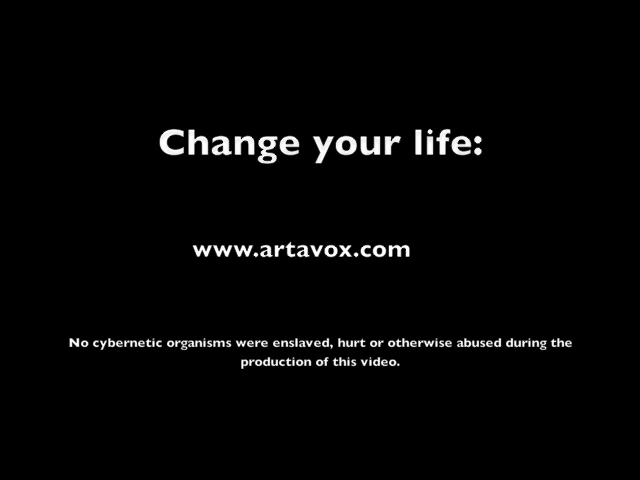 Change your life:
www.artavox.com
No cybernetic organisms were enslaved, hurt or otherwise abused during the
production of this video.